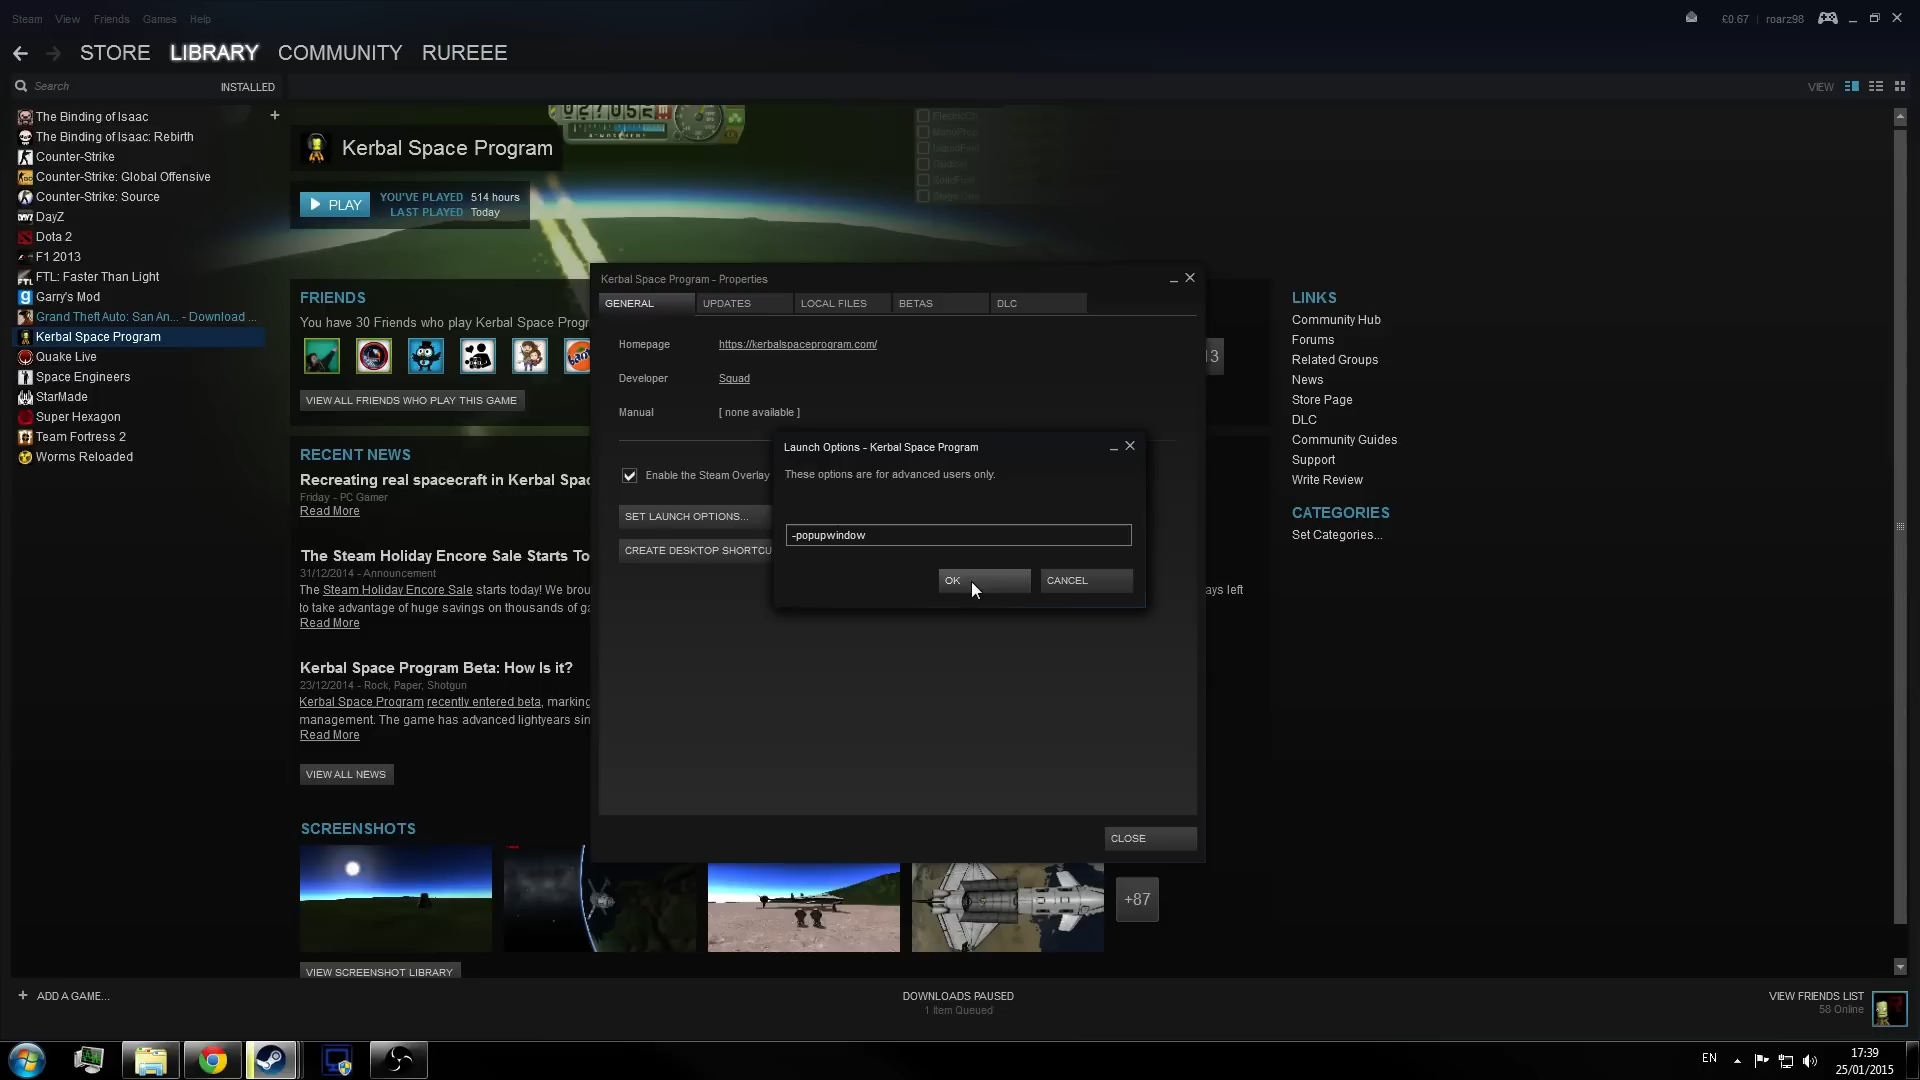 Steam View Friends Games Help
£0.67 roarz98
STORE LIBRARY COMMUNITY RUREEE
Search INSTALLED
VIEW
The Binding of Isaac
The Binding of Isaac: Rebirth
Counter-Strike
Counter-Strike: Global Offensive
Counter-Strike: Source
DayZ
Dota 2
F1 2013
FTL: Faster Than Light
Garry's Mod
Grand Theft Auto: San An... - Download ...
Kerbal Space Program
Quake Live
Space Engineers
StarMade
Super Hexagon
Team Fortress 2
Worms Reloaded
Kerbal Space Program
PLAY
YOU'VE PLAYED 514 hours
LAST PLAYED Today
FRIENDS
You have 30 Friends who play Kerbal Space Progr
VIEW ALL FRIENDS WHO PLAY THIS GAME
RECENT NEWS
Recreating real spacecraft in Kerbal Spac
Friday - PC Gamer
Read More
The Steam Holiday Encore Sale Starts To
31/12/2014 - Announcement
The Steam Holiday Encore Sale starts today! We brou
to take advantage of huge savings on thousands of ga
Read More
Kerbal Space Program Beta: How Is it?
23/12/2014 - Rock, Paper, Shotgun
Kerbal Space Program recently entered beta, marking
management. The game has advanced lightyears sin
Read More
VIEW ALL NEWS
SCREENSHOTS
+87
VIEW SCREENSHOT LIBRARY
Kerbal Space Program - Properties
GENERAL UPDATES LOCAL FILES BETAS DLC
Homepage https://kerbalspaceprogram.com/
Developer Squad
Manual [ none available ]
Enable the Steam Overlay
SET LAUNCH OPTIONS...
CREATE DESKTOP SHORTCU
CLOSE
Launch Options - Kerbal Space Program
These options are for advanced users only.
-popupwindow
OK CANCEL
13
ays left
LINKS
Community Hub
Forums
Related Groups
News
Store Page
DLC
Community Guides
Support
Write Review
CATEGORIES
Set Categories...
ADD A GAME...
DOWNLOADS PAUSED
1 Item Queued
VIEW FRIENDS LIST
58 Online
EN
17:39
25/01/2015